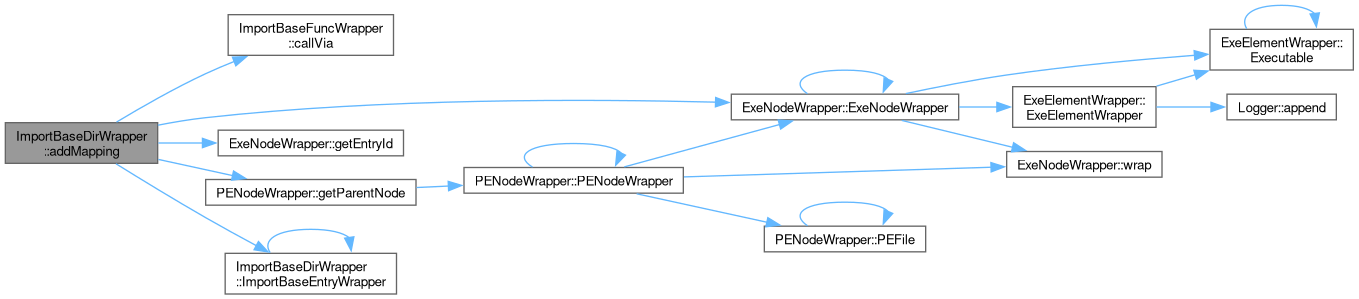 ImportBaseDirWrapper
::addMapping
ImportBaseFuncWrapper
::callVia
ExeNodeWrapper::getEntryId
PENodeWrapper::getParentNode
ImportBaseDirWrapper
::ImportBaseEntryWrapper
PENodeWrapper::PENodeWrapper
ExeNodeWrapper::ExeNodeWrapper
PENodeWrapper::PEFile
ExeElementWrapper::
ExeElementWrapper
ExeNodeWrapper::wrap
ExeElementWrapper::
Executable
Logger::append